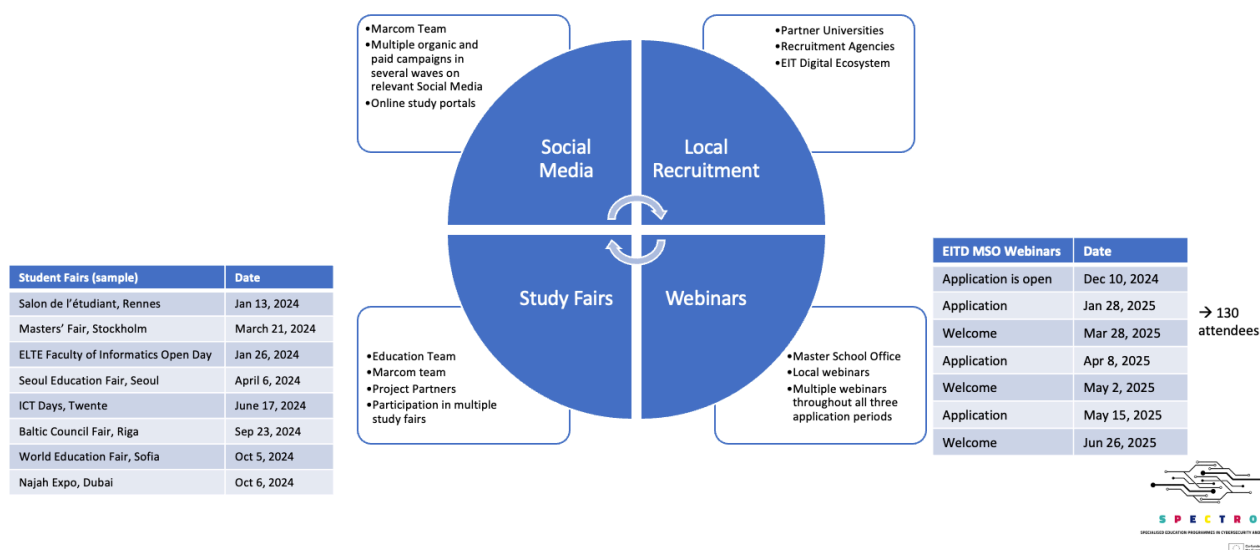 •Marcom Team
•Multiple organic and
paid campaigns in
several waves on
relevant Social Media
•Online study portals
•Partner Universities
•Recruitment Agencies
•EIT Digital Ecosystem
Social
Media
Local
Recruitment
Study Fairs
Webinars
Student Fairs (sample) Date
Salon de l’étudiant, Rennes Jan 13, 2024
Masters’ Fair, Stockholm March 21, 2024
ELTE Faculty of Informatics Open Day Jan 26, 2024
Seoul Education Fair, Seoul April 6, 2024
ICT Days, Twente June 17, 2024
Baltic Council Fair, Riga Sep 23, 2024
World Education Fair, Sofia Oct 5, 2024
Najah Expo, Dubai Oct 6, 2024
•Education Team
•Marcom team
•Project Partners
•Participation in multiple
study fairs
•Master School Office
•Local webinars
•Multiple webinars
throughout all three
application periods
EITD MSO Webinars Date
Application is open Dec 10, 2024
Application Jan 28, 2025
Welcome Mar 28, 2025
Application Apr 8, 2025
Welcome May 2, 2025
Application May 15, 2025
Welcome Jun 26, 2025
→ 130
attendees
SPECTRO
SPECIALISED EDUCATION PROGRAMMES IN CYBERSECURITY AND